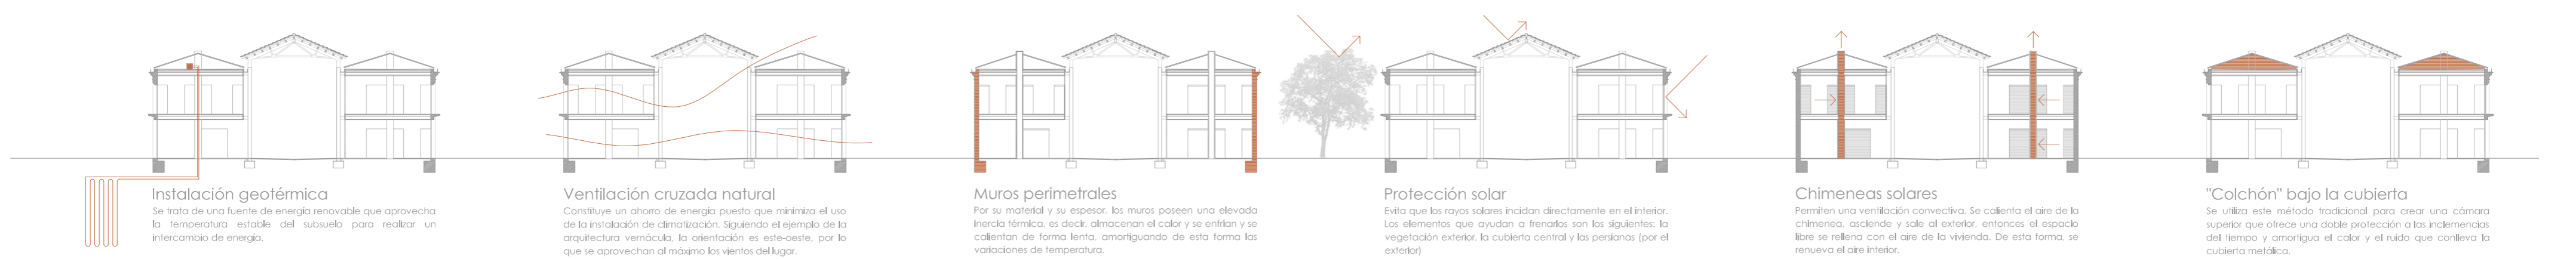 Instalación geotérmica
Se trata de una fuente de energía renovable que aprovecha
la temperatura estable del subsuelo para realizar un
intercambio de energía.
Ventilación cruzada natural
Constituye un ahorro de energía puesto que minimiza el uso
de la instalación de climatización. Siguiendo el ejemplo de la
arquitectura vernácula, la orientación es este-oeste, por lo
que se aprovechan al máximo los vientos del lugar.
Muros perimetrales
Por su material y su espesor, los muros poseen una elevada
inercia térmica, es decir, almacenan el calor y se enfrían y se
calientan de forma lenta, amortiguando de esta forma las
variaciones de temperatura.
Protección solar
Evita que los rayos solares incidan directamente en el interior.
Los elementos que ayudan a frenarlos son los siguientes: la
vegetación exterior, la cubierta central y las persianas (por el
exterior)
Chimeneas solares
Permiten una ventilación convectiva. Se calienta el aire de la
chimenea, asciende y sale al exterior, entonces el espacio
libre se rellena con el aire de la vivienda. De esta forma, se
renueva el aire interior.
"Colchón" bajo la cubierta
Se utiliza este método tradicional para crear una cámara
superior que ofrece una doble protección a las inclemencias
del tiempo y amortigua el calor y el ruido que conlleva la
cubierta metálica.